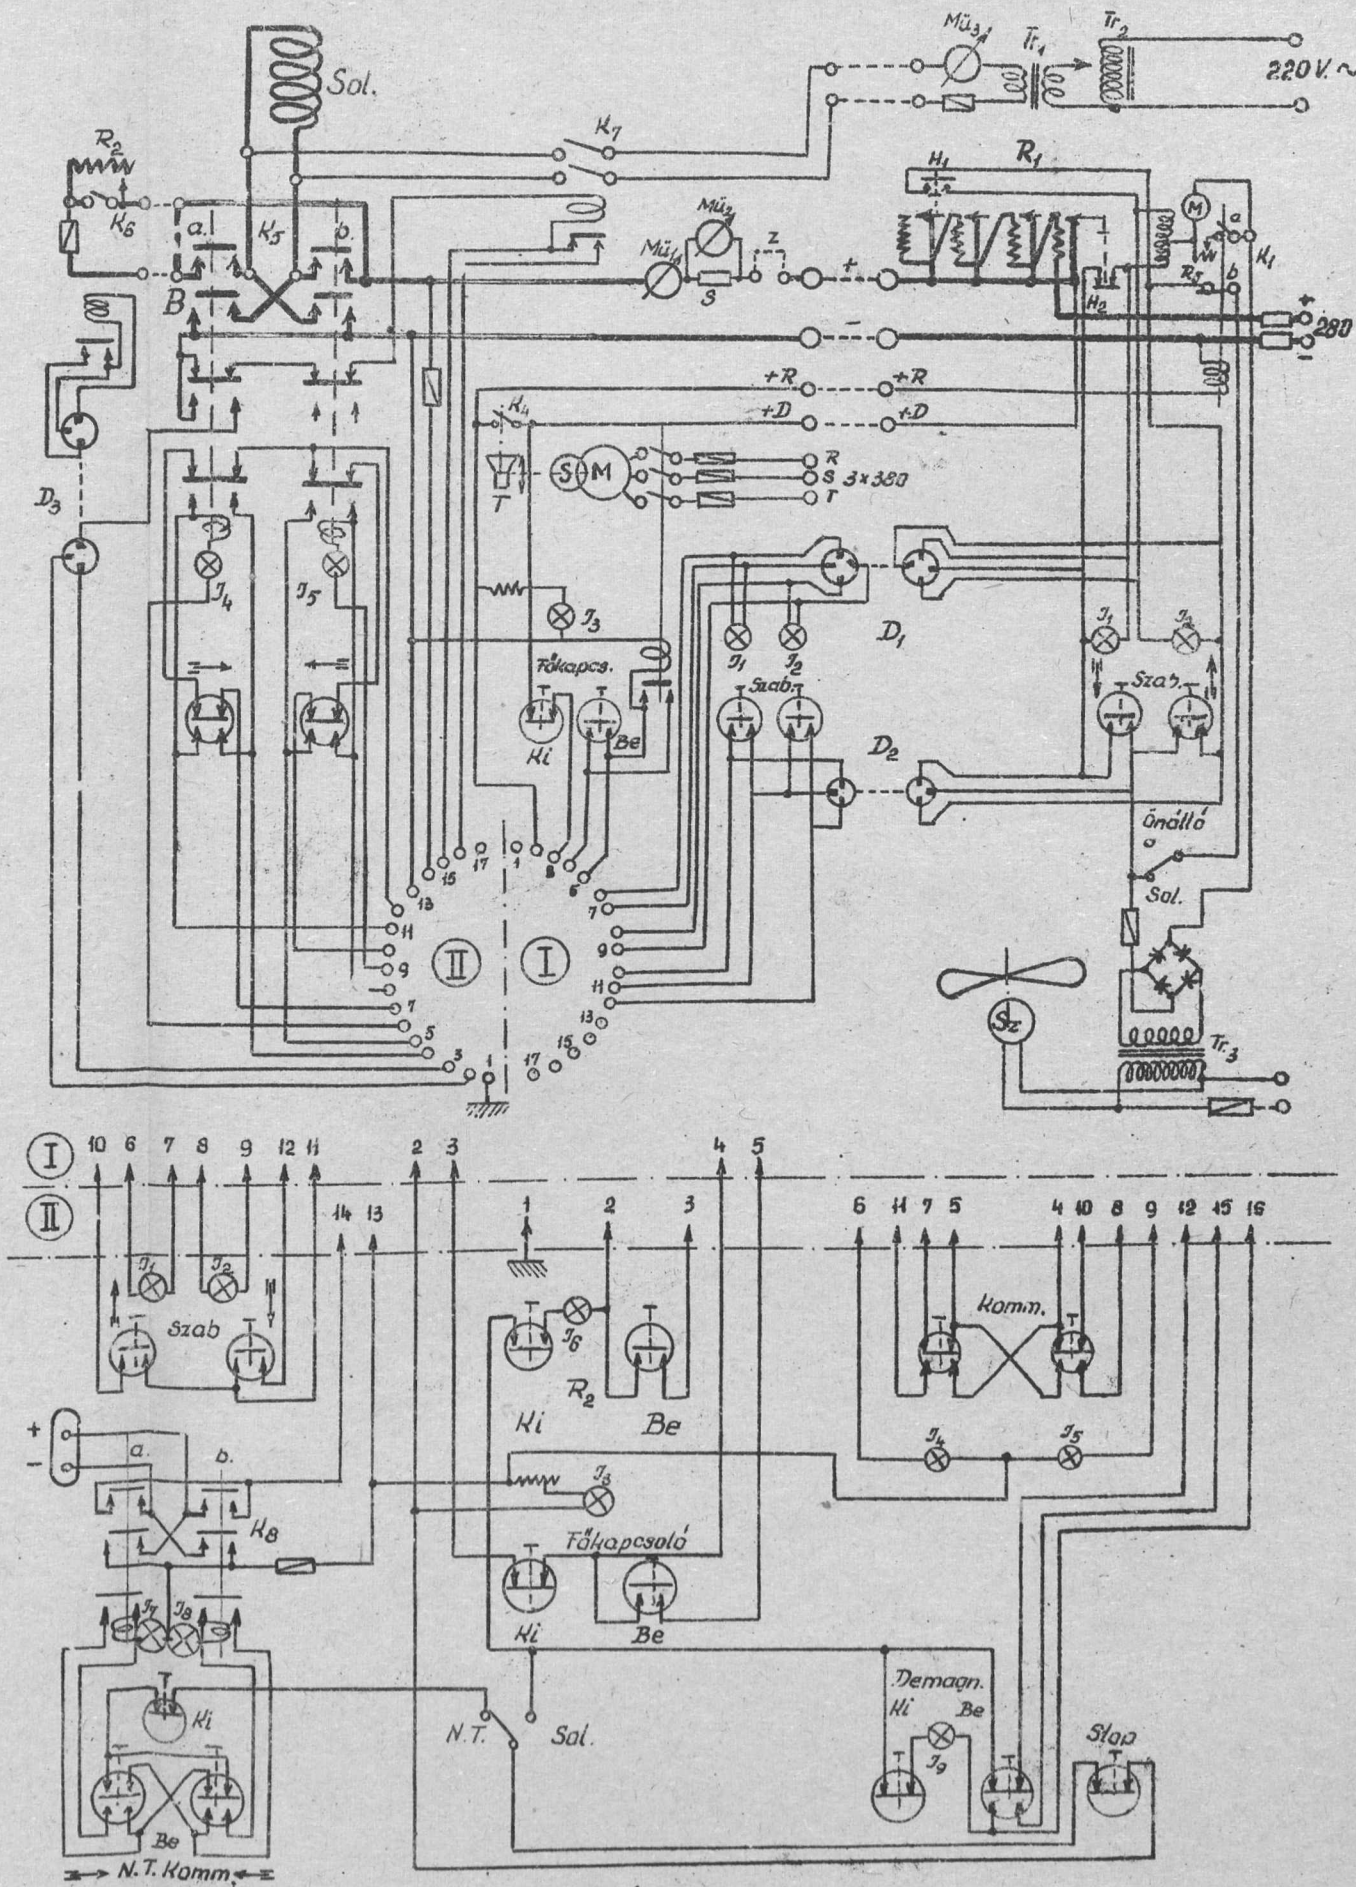 Mü3
Tr1
Tr2
220 V. ~
Sol.
R2
K7
H1
R1
K6
a.
K5
b.
Mü2
Mü1
Z
S
+
M
a
K1
b
H2
B
-
+
280
-
+R
+R
K4
+D
+D
T
S M
R
S 3x380
T
D3
J4
J5
J3
Főkapcs.
Ki
Be
J1
J2
Szab.
D1
D2
J1
Szab.
Önálló
Sol.
17
15
13
11
9
7
5
3
1
1
6
7
9
11
13
15
17
II
I
Sz
Tr.3
I
10 6 7 8 9 12 11
2 3
4 5
II
14 13
1
2
3
6 11 7 5 4 10 8 9 12 15 16
J1
J2
Szab
J6
R2
Ki
Be
Komm.
J4
J5
+
-
a.
b.
K8
J3
Főkapcsoló
Ki
Be
J7 J8
Ki
Be
N.T. Komm.
N.T.
Sol.
Demagn.
Ki
Be
J9
Stop